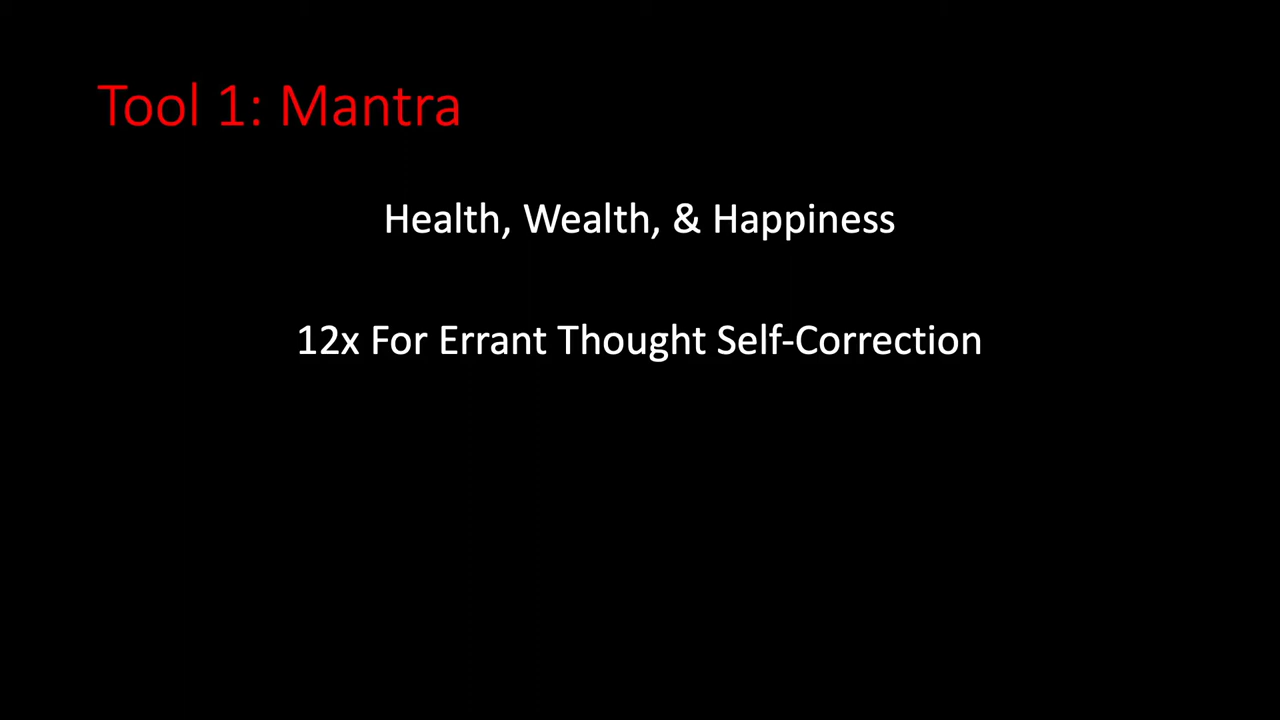 Tool 1: Mantra
Health, Wealth, & Happiness
12x For Errant Thought Self-Correction